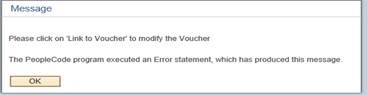 Message
Please click on 'Link to Voucher' to modify the Voucher
The PeopleCode program executed an Error statement, which has produced this message.
OK